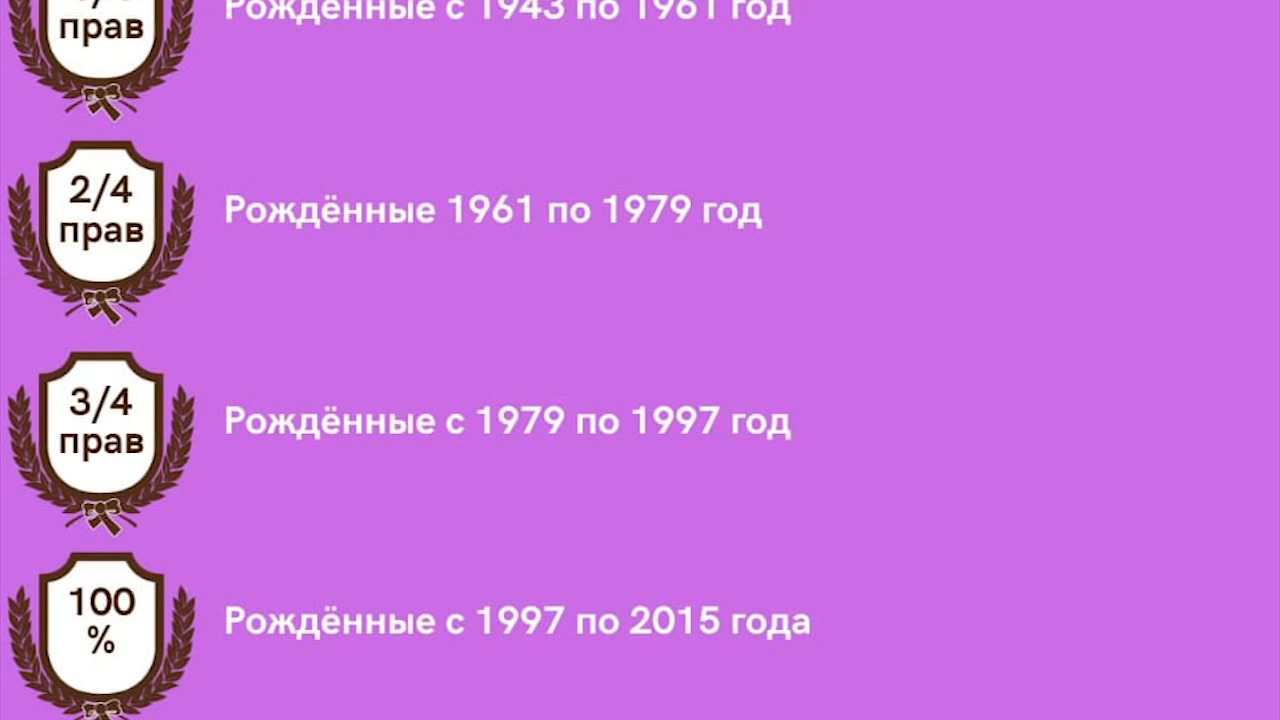 прав
Рождённые с 1943 по 1961 год
2/4
прав
Рождённые 1961 по 1979 год
3/4
прав
Рождённые с 1979 по 1997 год
100
%
Рождённые с 1997 по 2015 года